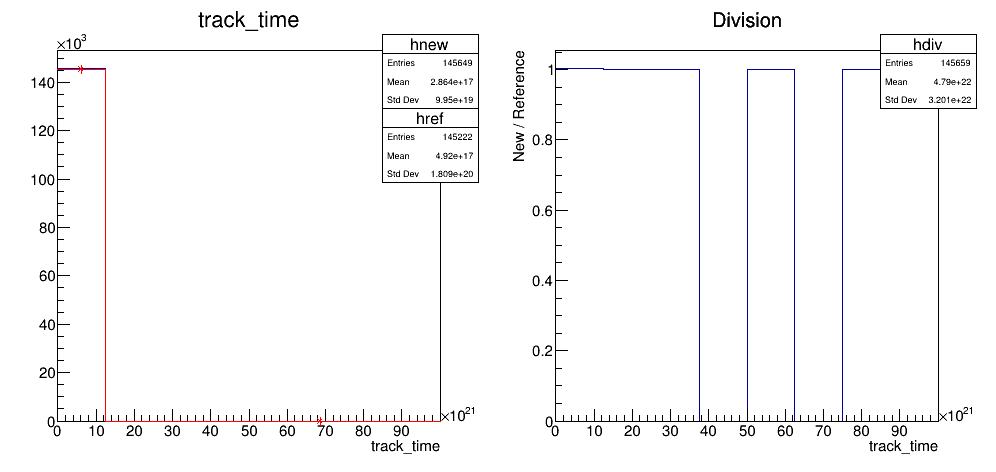 track_time
×10³
hnew
Entries 145649
Mean 2.864e+17
Std Dev 9.95e+19
href
Entries 145222
Mean 4.92e+17
Std Dev 1.809e+20
140
120
100
80
60
40
20
0
0 10 20 30 40 50 60 70 80 90
×10²¹
track_time
Division
hdiv
Entries 145659
Mean 4.79e+22
Std Dev 3.201e+22
New / Reference
1
0.8
0.6
0.4
0.2
0
0 10 20 30 40 50 60 70 80 90
×10²¹
track_time